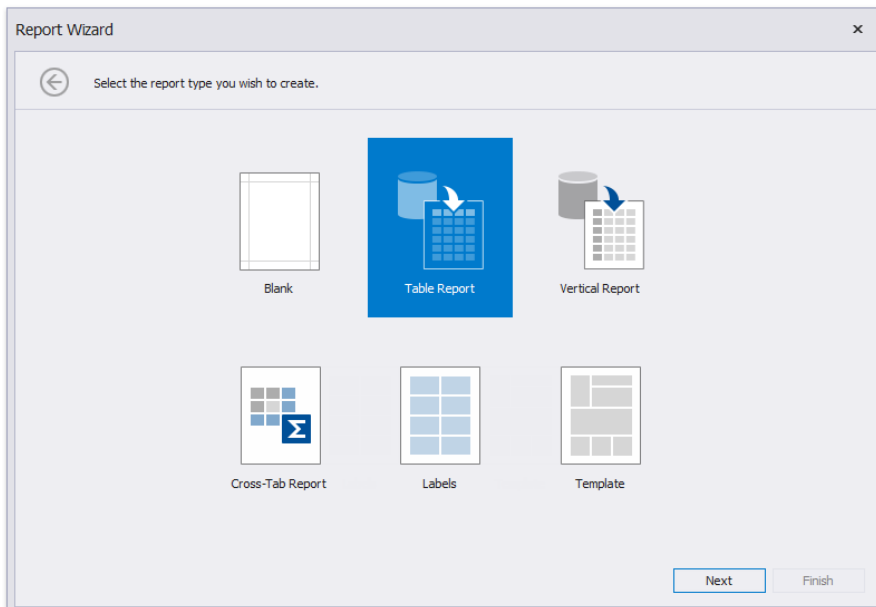 Report Wizard
Select the report type you wish to create.
Blank
Table Report
Vertical Report
Cross-Tab Report
Labels
Template
Next
Finish